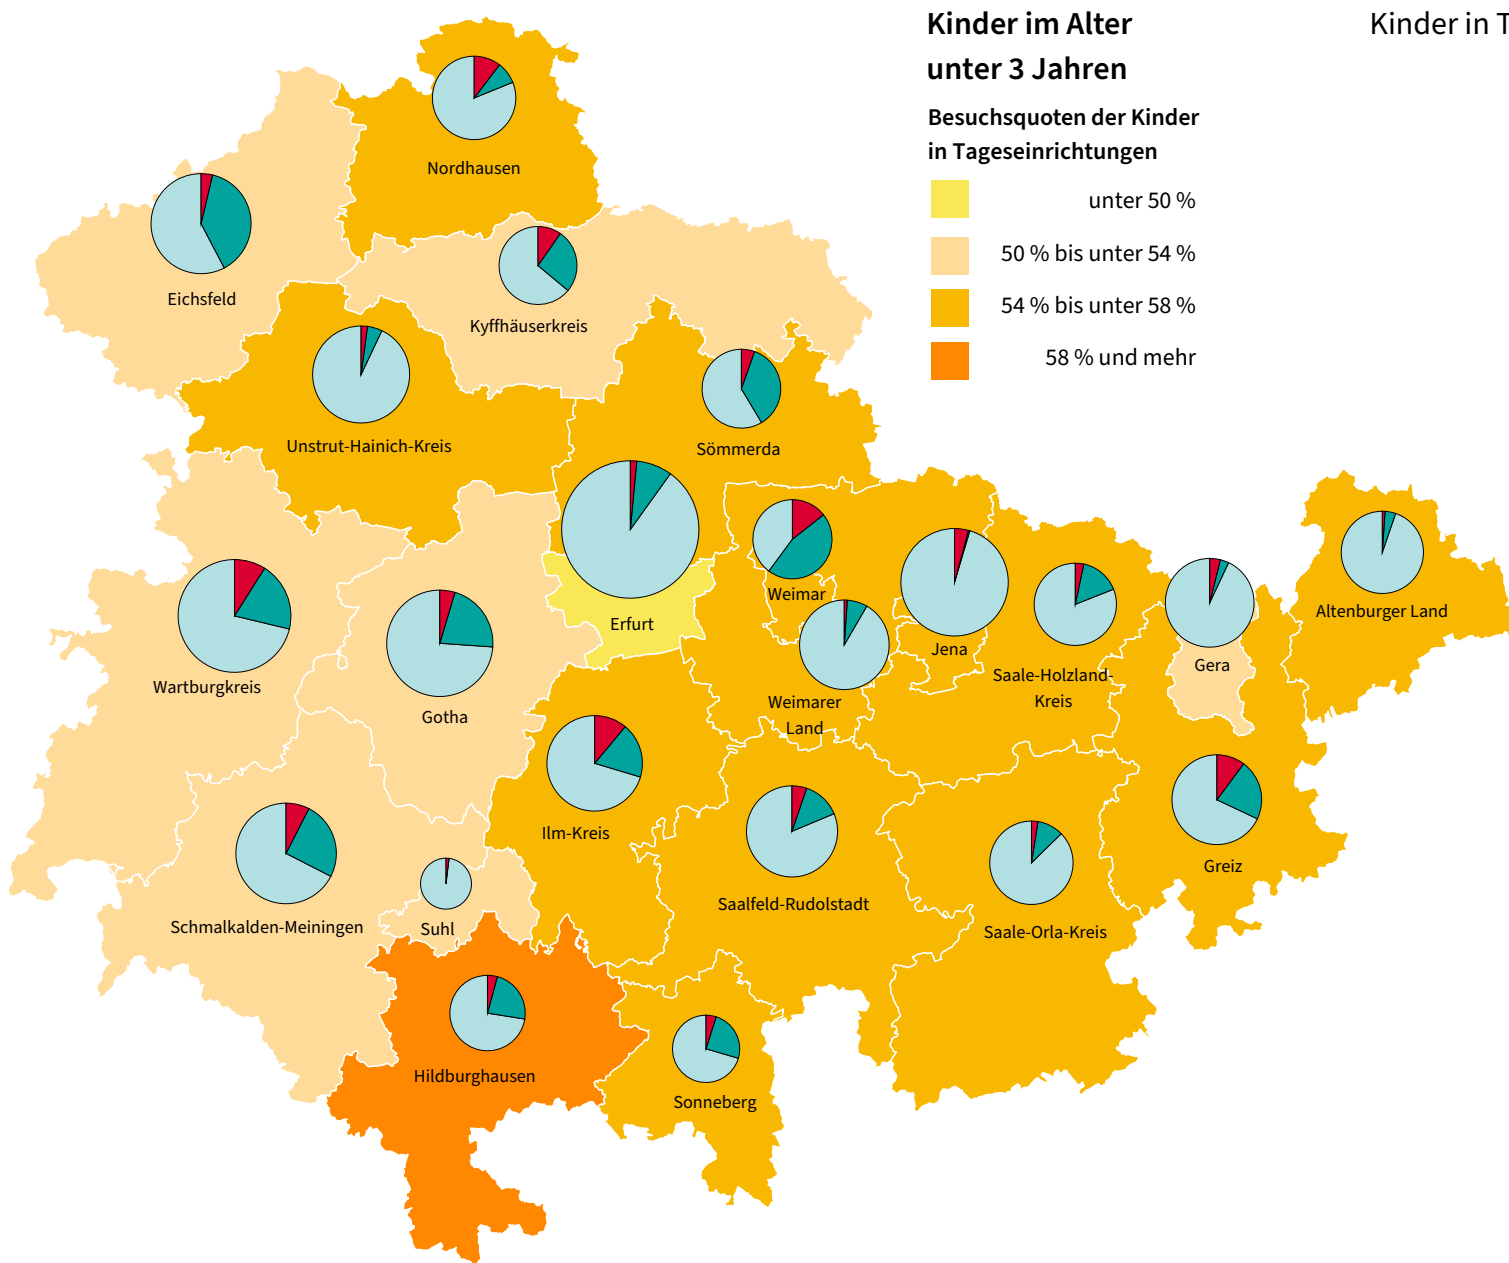 Kinder im Alter
unter 3 Jahren
Kinder in T
Besuchsquoten der Kinder
in Tageseinrichtungen
unter 50 %
50 % bis unter 54 %
54 % bis unter 58 %
58 % und mehr
Nordhausen
Eichsfeld
Kyffhäuserkreis
Unstrut-Hainich-Kreis
Sömmerda
Weimar
Altenburger Land
Erfurt
Jena
Gera
Saale-Holzland-
Kreis
Wartburgkreis
Weimarer
Land
Gotha
Ilm-Kreis
Greiz
Saalfeld-Rudolstadt
Schmalkalden-Meiningen
Suhl
Saale-Orla-Kreis
Hildburghausen
Sonneberg